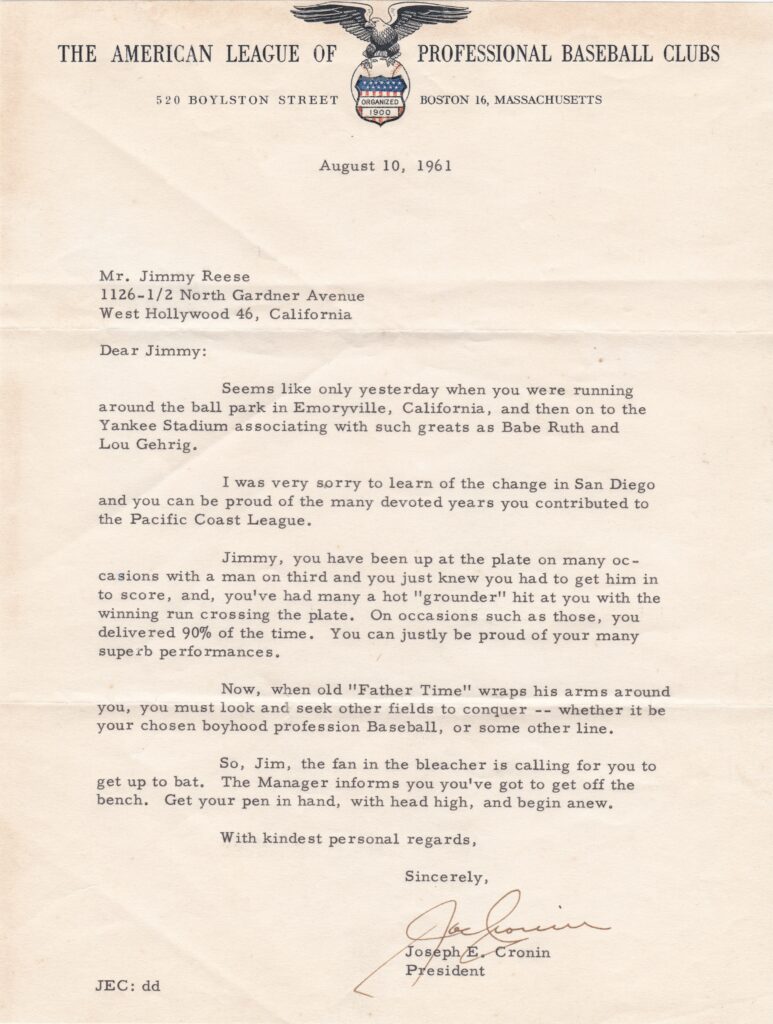 THE AMERICAN LEAGUE OF PROFESSIONAL BASEBALL CLUBS
520 BOYLSTON STREET BOSTON 16, MASSACHUSETTS
ORGANIZED
1900
August 10, 1961
Mr. Jimmy Reese
1126-1/2 North Gardner Avenue
West Hollywood 46, California
Dear Jimmy:
Seems like only yesterday when you were running
around the ball park in Emoryville, California, and then on to the
Yankee Stadium associating with such greats as Babe Ruth and
Lou Gehrig.
I was very sorry to learn of the change in San Diego
and you can be proud of the many devoted years you contributed to
the Pacific Coast League.
Jimmy, you have been up at the plate on many oc-
casions with a man on third and you just knew you had to get him in
to score, and, you've had many a hot "grounder" hit at you with the
winning run crossing the plate. On occasions such as those, you
delivered 90% of the time. You can justly be proud of your many
superb performances.
Now, when old "Father Time" wraps his arms around
you, you must look and seek other fields to conquer -- whether it be
your chosen boyhood profession Baseball, or some other line.
So, Jim, the fan in the bleacher is calling for you to
get up to bat. The Manager informs you you've got to get off the
bench. Get your pen in hand, with head high, and begin anew.
With kindest personal regards,
Sincerely,
Joe Cronin
Joseph E. Cronin
President
JEC: dd